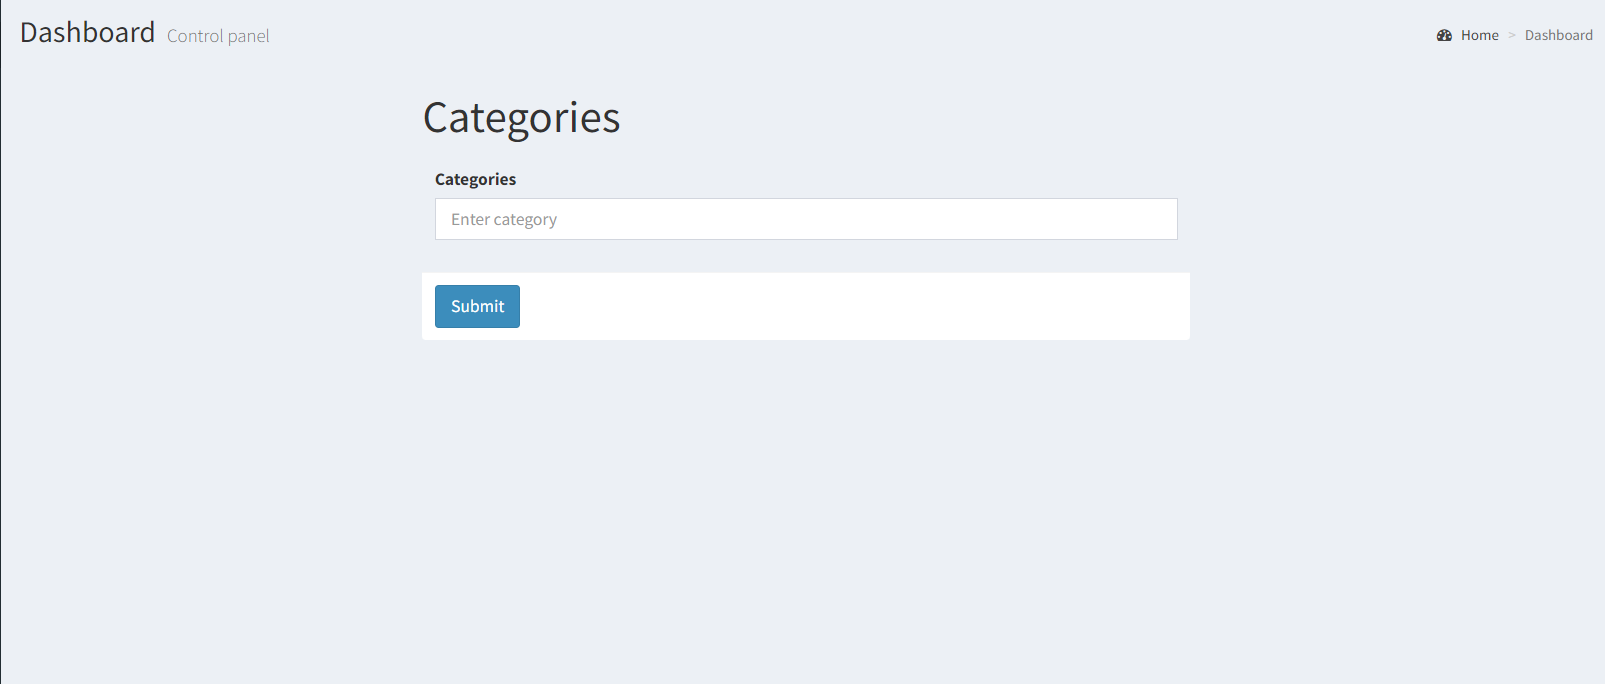 Dashboard Control panel
Home > Dashboard
Categories
Categories
Enter category
Submit